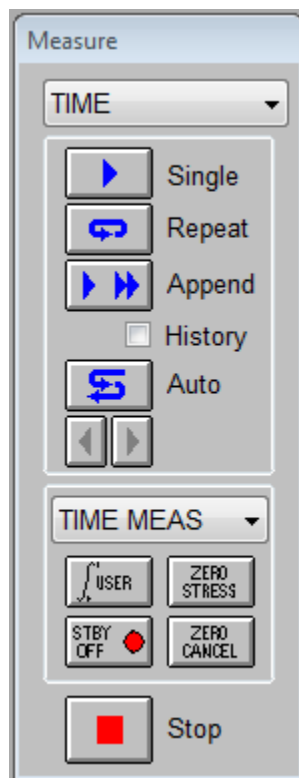 Measure
TIME
Single
Repeat
Append
History
Auto
TIME MEAS
USER
ZERO
STRESS
STBY
OFF
ZERO
CANCEL
Stop